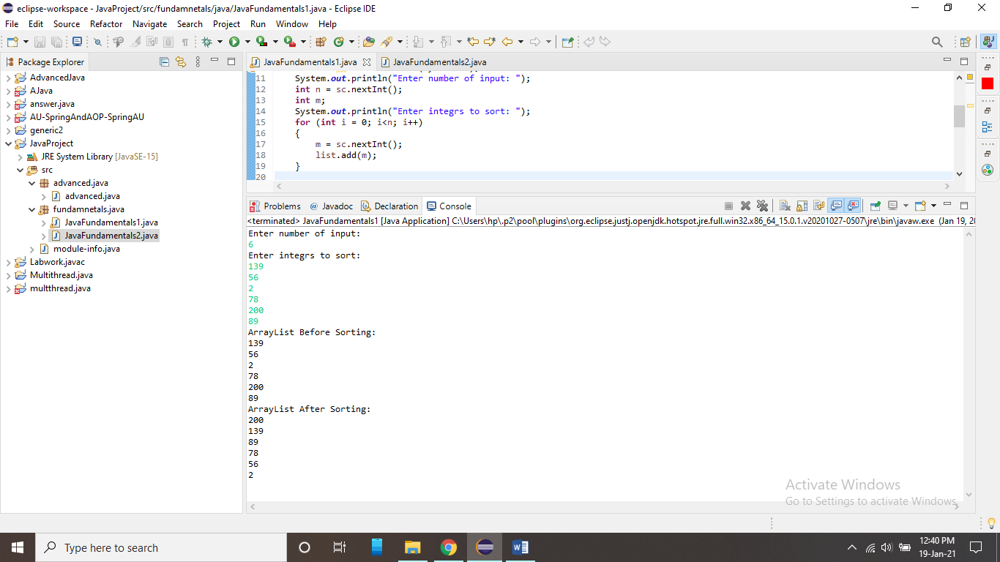 eclipse-workspace - JavaProject/src/fundamnetals/java/JavaFundamentals1.java - Eclipse IDE
File Edit Source Refactor Navigate Search Project Run Window Help
Package Explorer
AdvancedJava
AJava
answer.java
AU-SpringAndAOP-SpringAU
generic2
JavaProject
JRE System Library [JavaSE-15]
src
advanced.java
advanced.java
fundamnetals.java
JavaFundamentals1.java
JavaFundamentals2.java
module-info.java
Labwork.javac
Multithread.java
multthread.java
JavaFundamentals1.java JavaFundamentals2.java
11 System.out.println("Enter number of input: ");
12 int n = sc.nextInt();
13 int m;
14 System.out.println("Enter integrs to sort: ");
15 for (int i = 0; i<n; i++)
16 {
17 m = sc.nextInt();
18 list.add(m);
19 }
20
Problems @ Javadoc Declaration Console
<terminated> JavaFundamentals1 [Java Application] C:\Users\hp\.p2\pool\plugins\org.eclipse.justj.openjdk.hotspot.jre.full.win32.x86_64_15.0.1.v20201027-0507\jre\bin\javaw.exe (Jan 19, 20
Enter number of input:
6
Enter integrs to sort:
139
56
2
78
200
89
ArrayList Before Sorting:
139
56
2
78
200
89
ArrayList After Sorting:
200
139
89
78
56
2
Activate Windows
Go to Settings to activate Windows.
Type here to search
12:40 PM
19-Jan-21